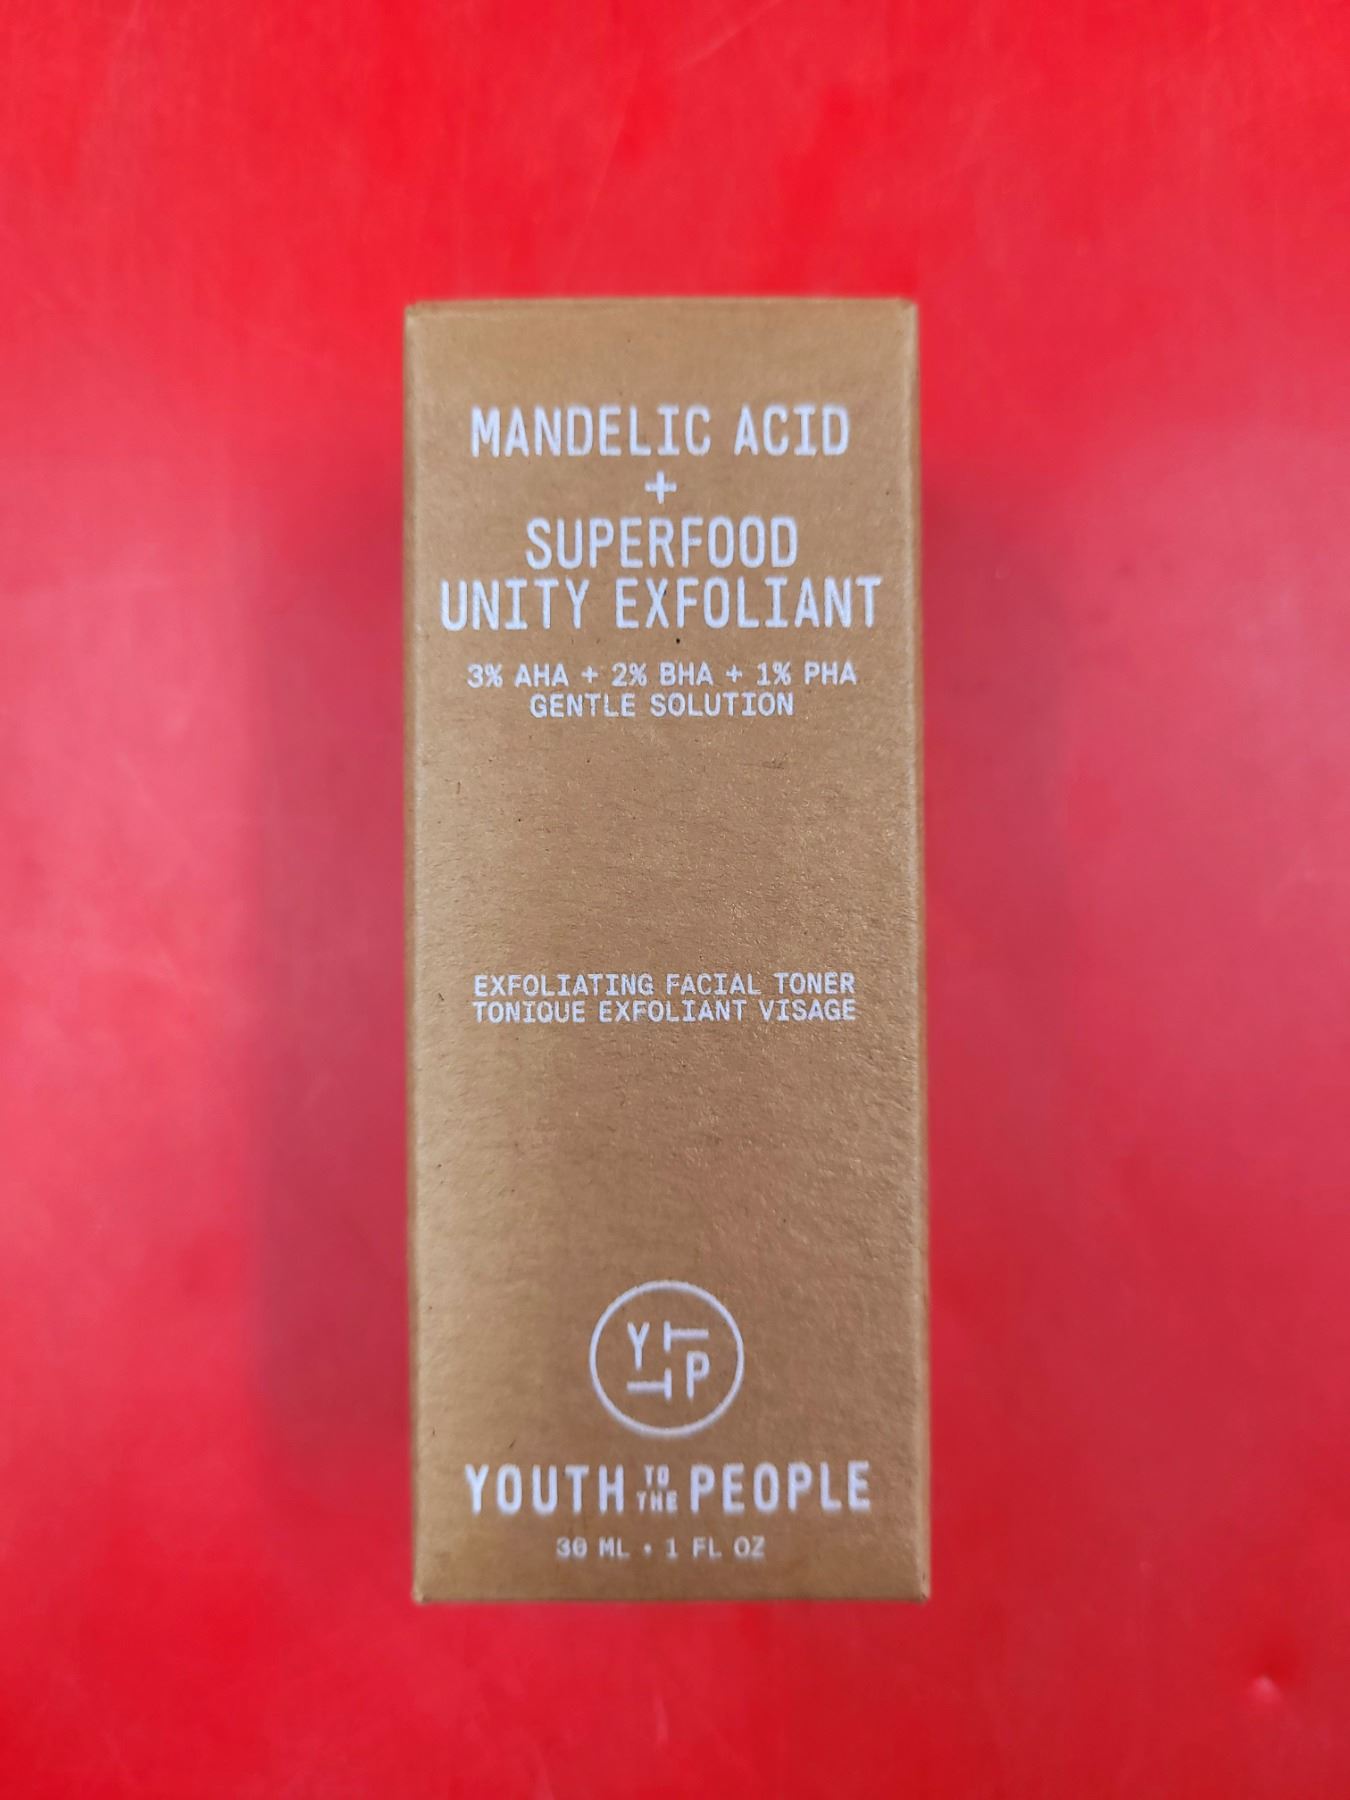 MANDELIC ACID
+
SUPERFOOD
UNITY EXFOLIANT
3% AHA + 2% BHA + 1% PHA
GENTLE SOLUTION
EXFOLIATING FACIAL TONER
TONIQUE EXFOLIANT VISAGE
YTTP
YOUTH TO THE PEOPLE
30 ML • 1 FL OZ